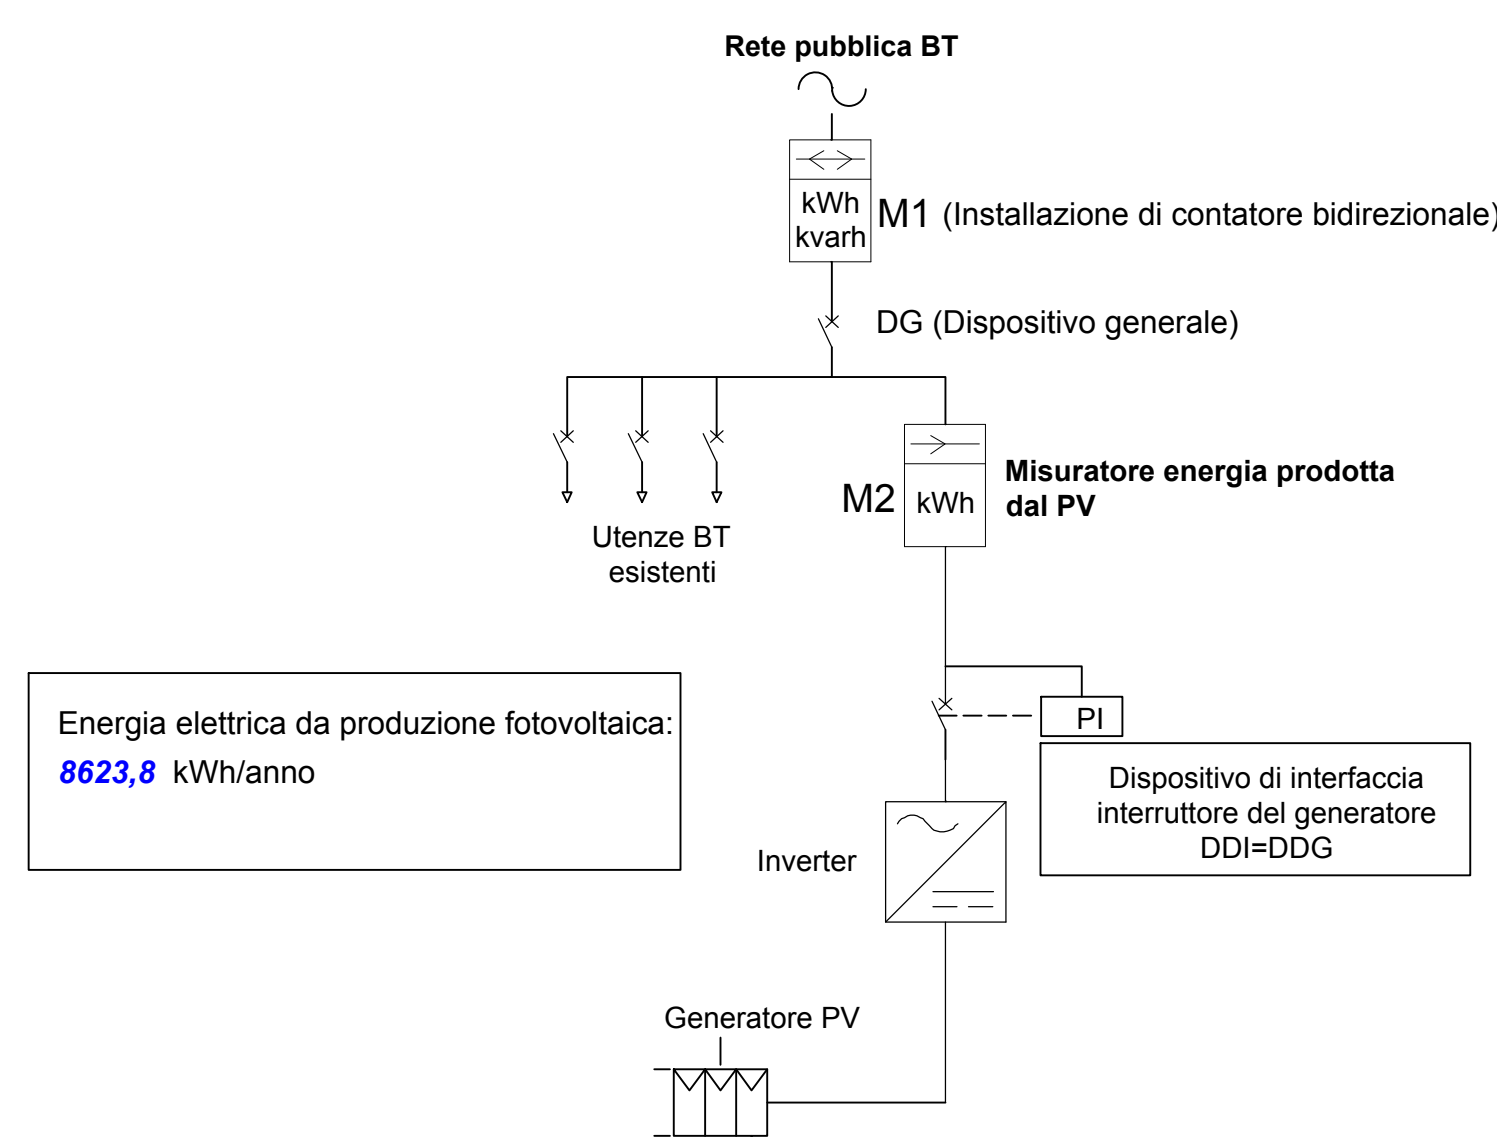 Rete pubblica BT
kWh
kvarh
M1 (Installazione di contatore bidirezionale)
DG (Dispositivo generale)
M2
kWh
Misuratore energia prodotta
dal PV
Utenze BT
esistenti
Energia elettrica da produzione fotovoltaica:
8623,8 kWh/anno
PI
Dispositivo di interfaccia
interruttore del generatore
DDI=DDG
Inverter
Generatore PV